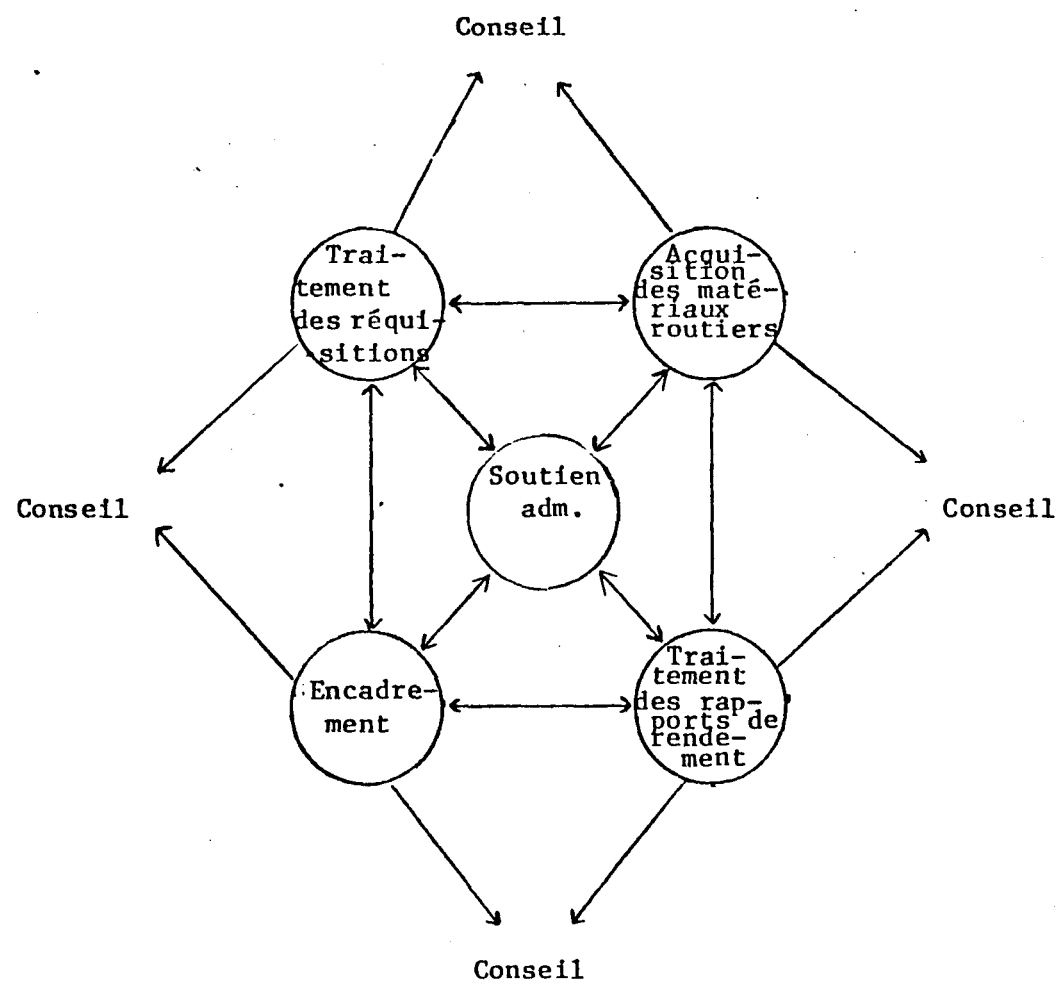 Conseil
Trai-
tement
des réqui-
sitions
Acqui-
sition
des maté-
riaux
routiers
Soutien
adm.
Conseil
Conseil
Encadre-
ment
Trai-
tement
des rap-
ports de
rende-
ment
Conseil